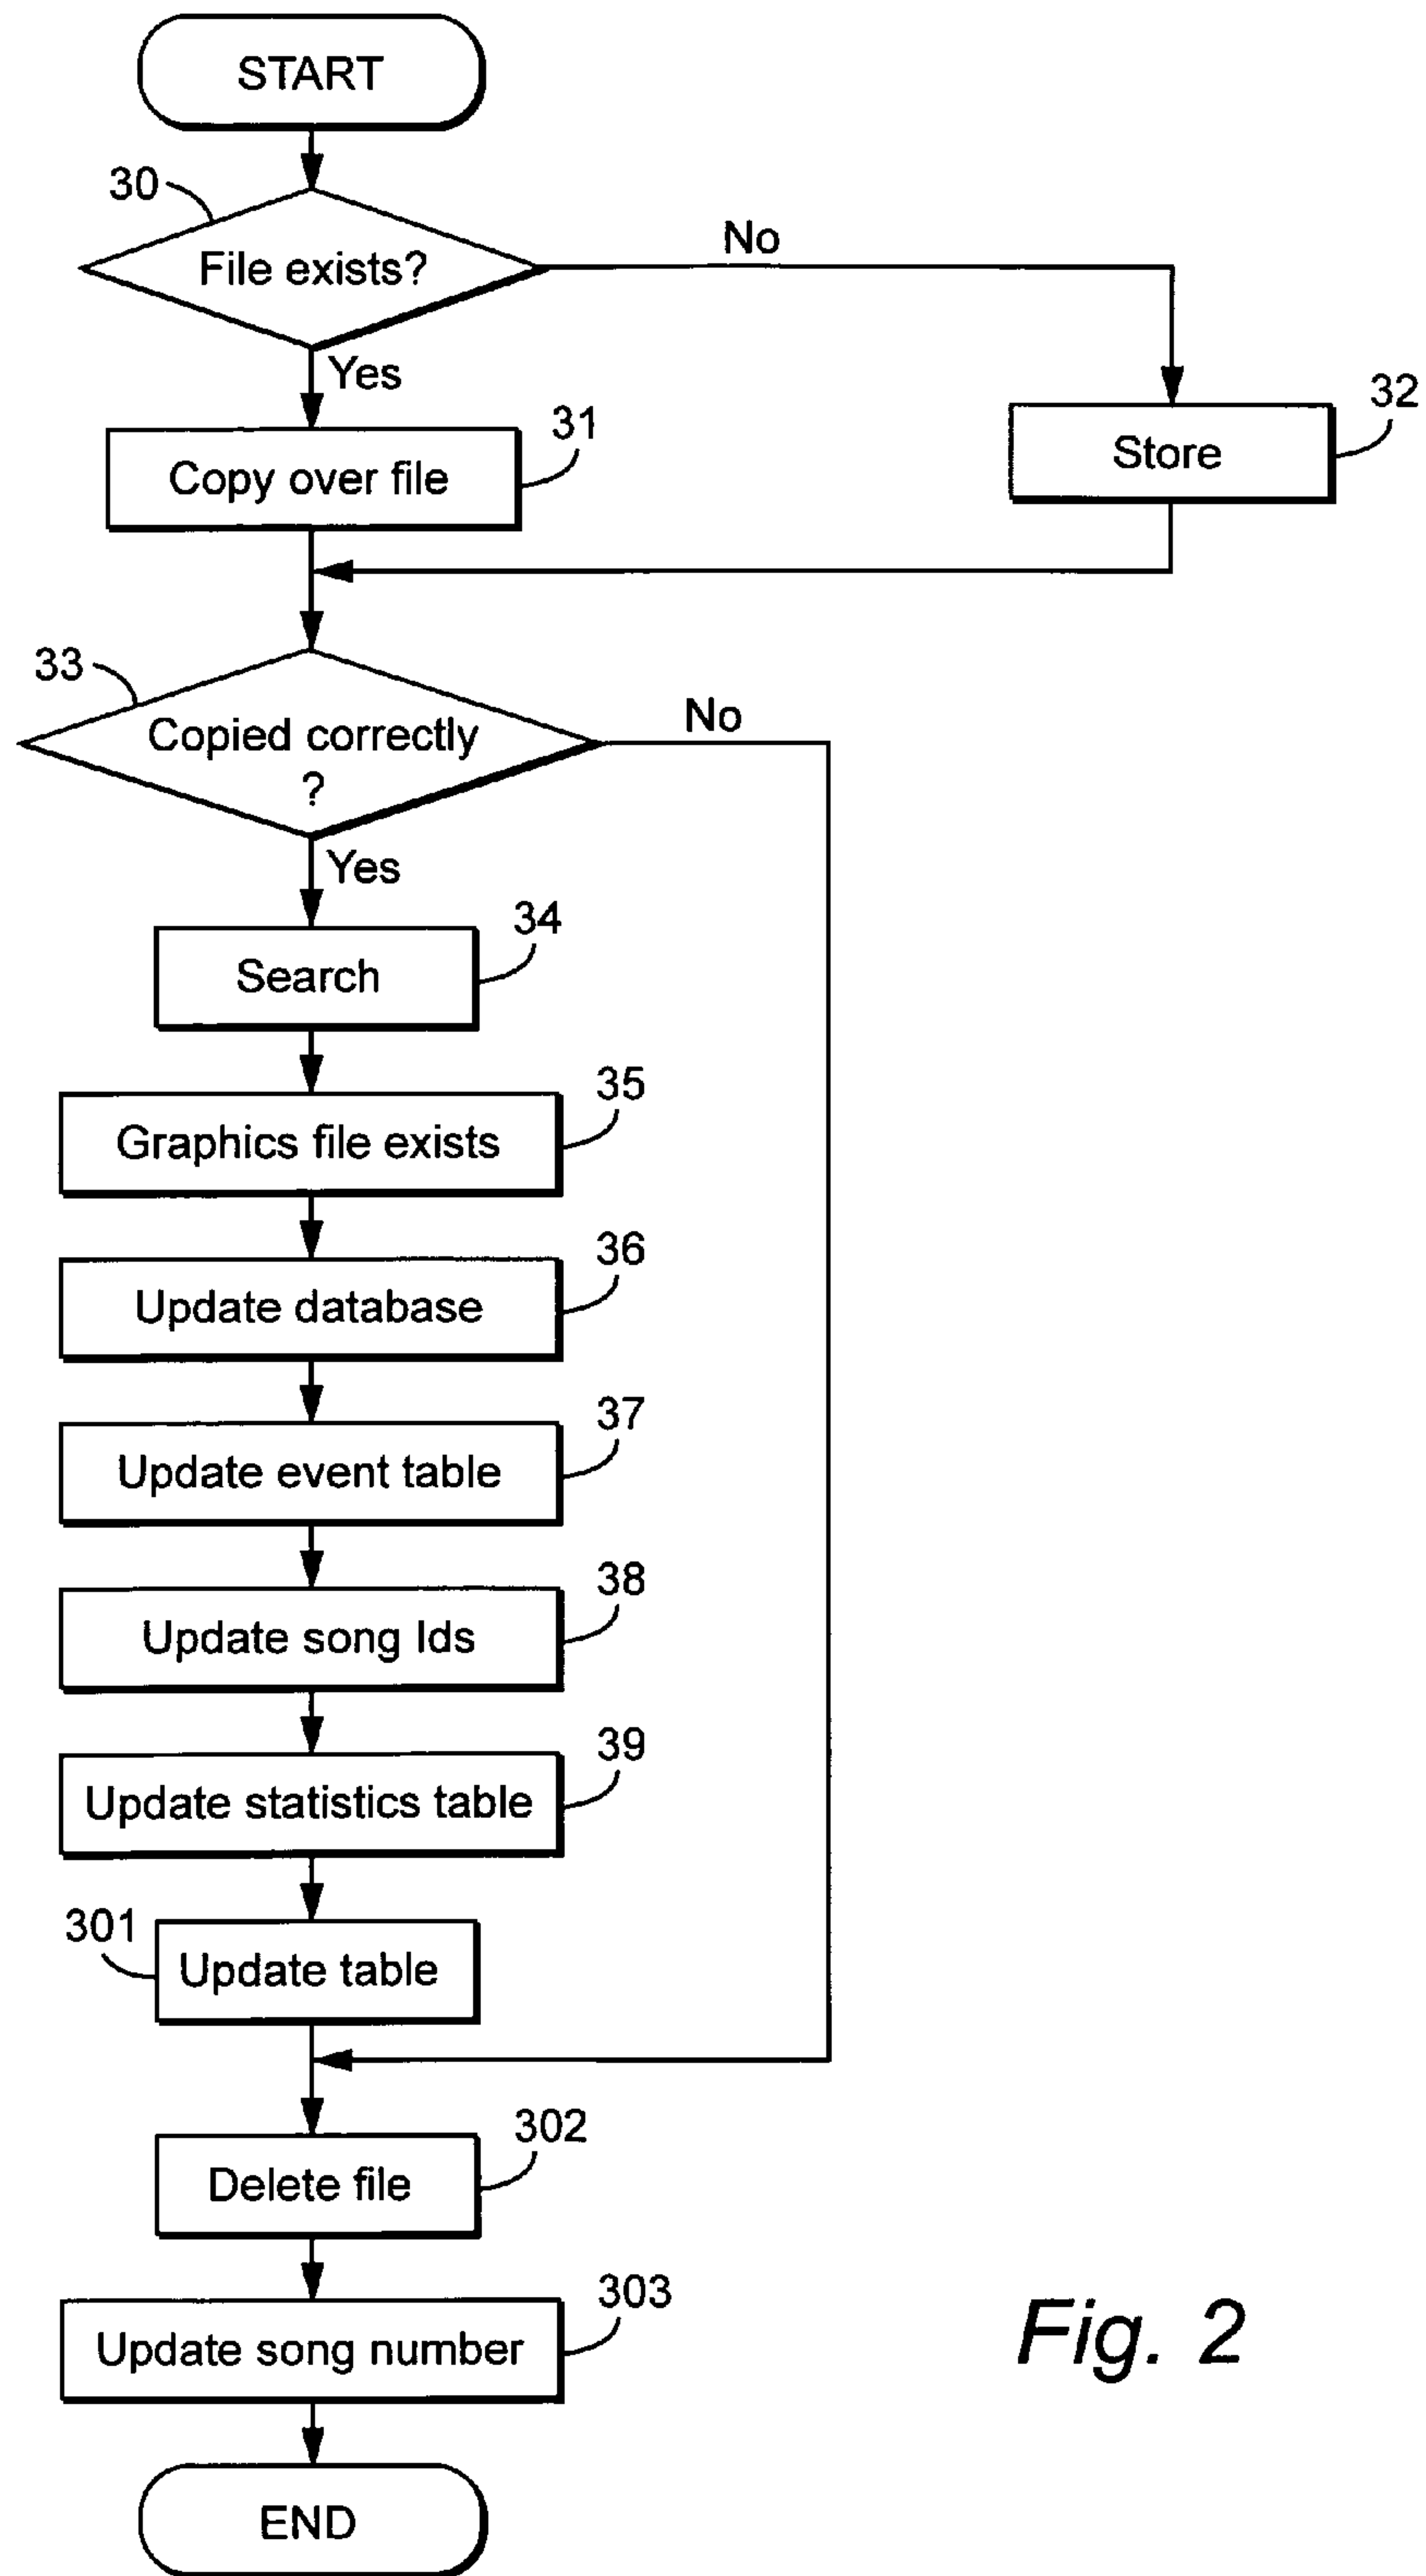 START
30
File exists?
No
Yes
31
Copy over file
32
Store
33
Copied correctly
?
No
Yes
34
Search
35
Graphics file exists
36
Update database
37
Update event table
38
Update song Ids
39
Update statistics table
301
Update table
302
Delete file
303
Update song number
END
Fig. 2